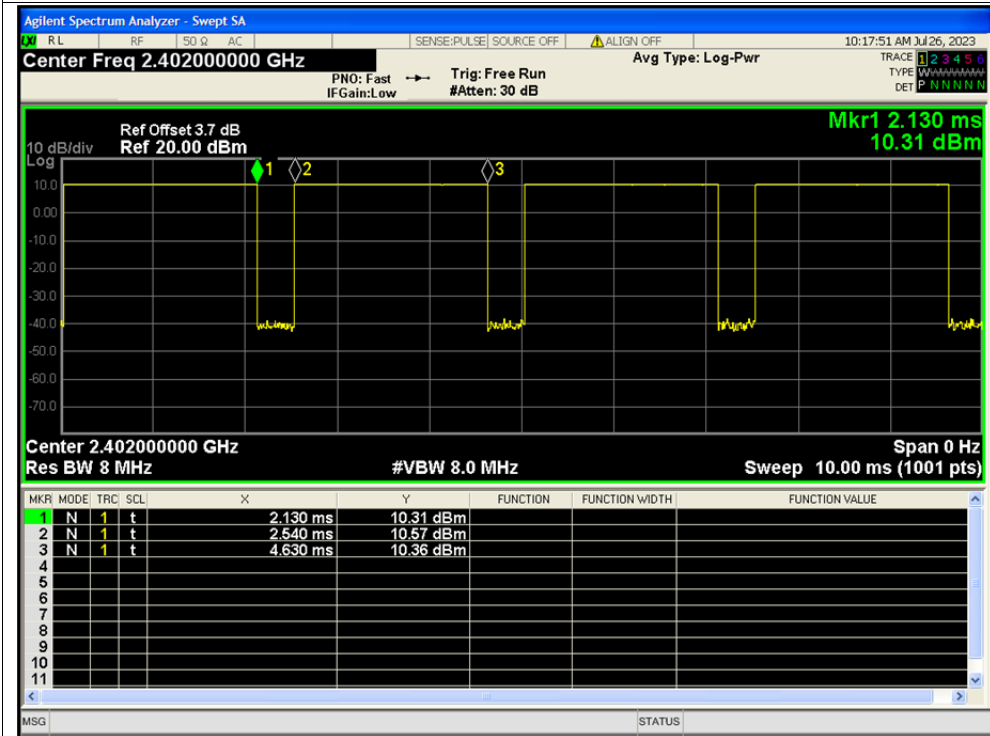 Agilent Spectrum Analyzer - Swept SA
LXI RL RF 50 Ω AC SENSE:PULSE SOURCE OFF ALIGN OFF 10:17:51 AM Jul 26, 2023
Center Freq 2.402000000 GHz Avg Type: Log-Pwr TRACE 1 2 3 4 5 6
PNO: Fast Trig: Free Run TYPE WWWWWWW
IFGain:Low #Atten: 30 dB DET P N N N N N
Ref Offset 3.7 dB Mkr1 2.130 ms
10 dB/div Ref 20.00 dBm 10.31 dBm
Log
1 2 3
10.0
0.00
-10.0
-20.0
-30.0
-40.0
-50.0
-60.0
-70.0
Center 2.402000000 GHz Span 0 Hz
Res BW 8 MHz #VBW 8.0 MHz Sweep 10.00 ms (1001 pts)
MKR MODE TRC SCL X Y FUNCTION FUNCTION WIDTH FUNCTION VALUE
1 N 1 t 2.130 ms 10.31 dBm
2 N 1 t 2.540 ms 10.57 dBm
3 N 1 t 4.630 ms 10.36 dBm
4
5
6
7
8
9
10
11
MSG STATUS